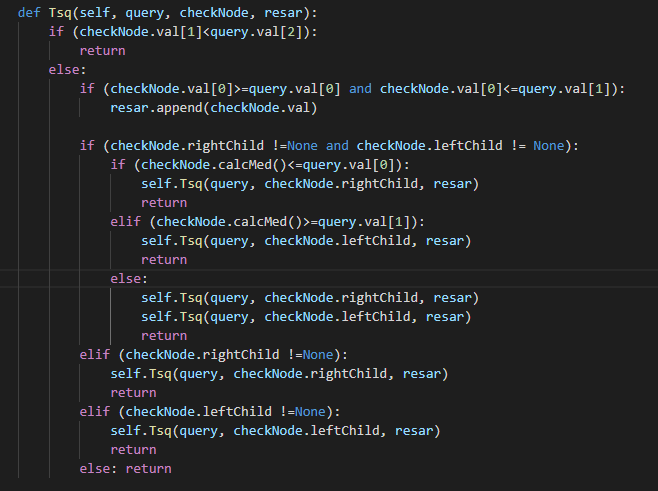 def Tsq(self, query, checkNode, resar):
    if (checkNode.val[1]<query.val[2]):
        return
    else:
        if (checkNode.val[0]>=query.val[0] and checkNode.val[0]<=query.val[1]):
            resar.append(checkNode.val)

        if (checkNode.rightChild !=None and checkNode.leftChild != None):
            if (checkNode.calcMed()<=query.val[0]):
                self.Tsq(query, checkNode.rightChild, resar)
                return
            elif (checkNode.calcMed()>=query.val[1]):
                self.Tsq(query, checkNode.leftChild, resar)
                return
            else:
                self.Tsq(query, checkNode.rightChild, resar)
                self.Tsq(query, checkNode.leftChild, resar)
                return
        elif (checkNode.rightChild !=None):
            self.Tsq(query, checkNode.rightChild, resar)
            return
        elif (checkNode.leftChild !=None):
            self.Tsq(query, checkNode.leftChild, resar)
            return
        else: return